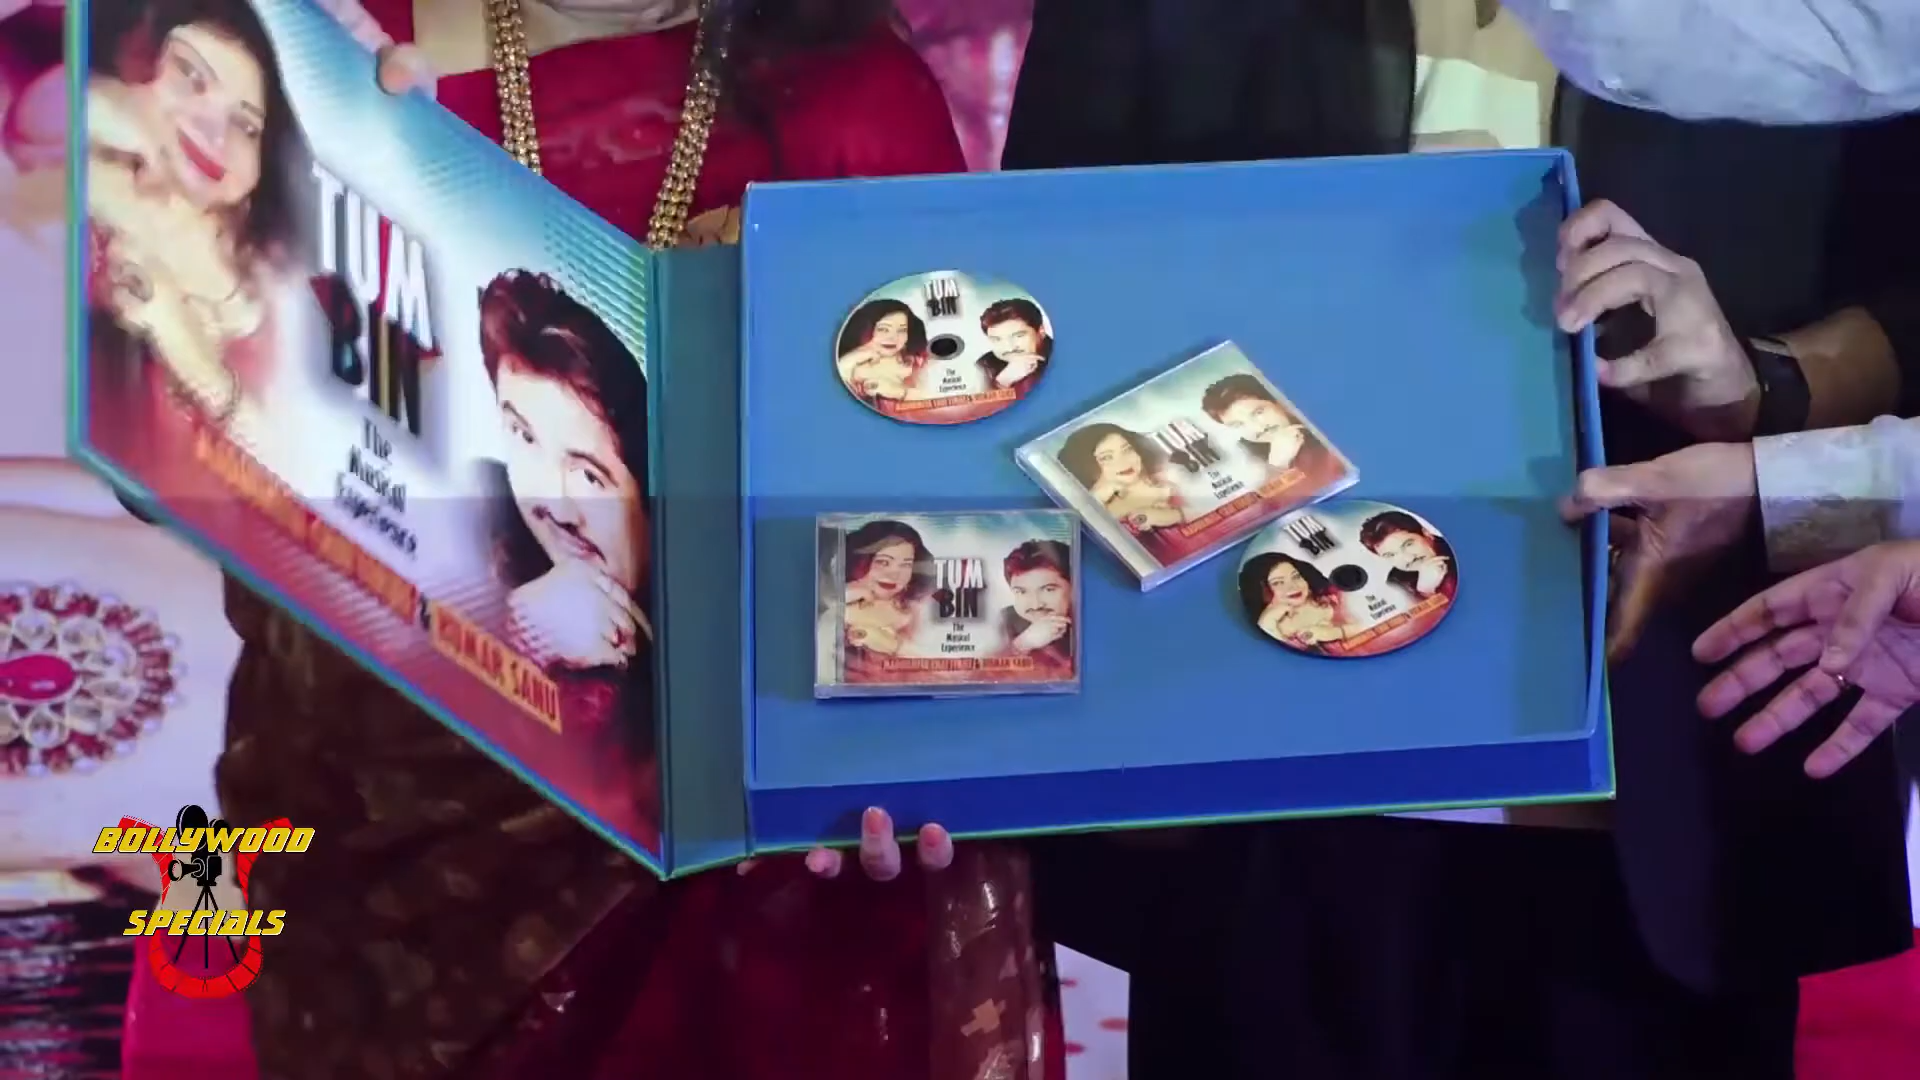 TUM
BIN
The
Musical
Experience
& KUMAR SANU
TUM
BIN
The
Musical
Experience
TUM
BIN
The
Musical
Experience
TUM
BIN
The
Musical
Experience
& KUMAR SANU
TUM
BIN
The
Musical
Experience
BOLLYWOOD
SPECIALS